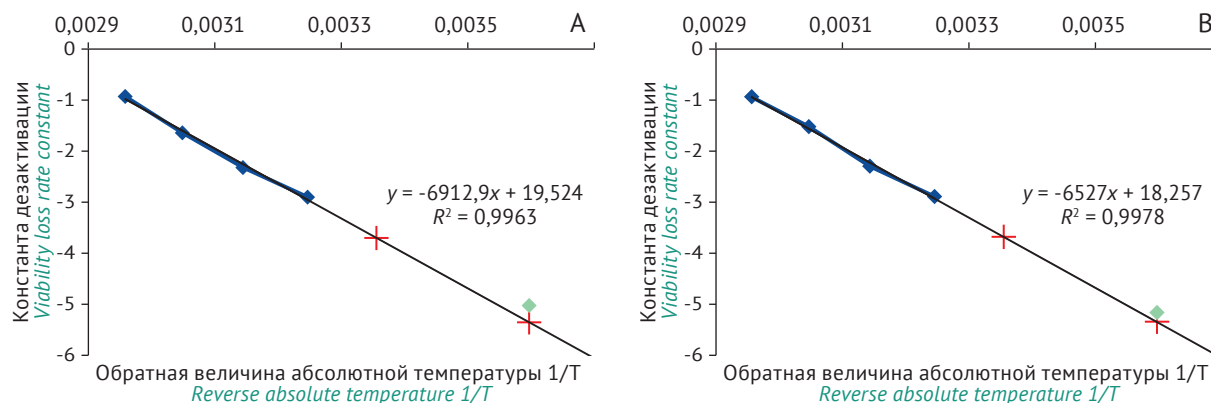 0,0029 0,0031 0,0033 0,0035 A
0
-1
-2
-3
-4
-5
-6
Константа дезактивации
Viability loss rate constant
y = -6912,9x + 19,524
R² = 0,9963
Обратная величина абсолютной температуры 1/T
Reverse absolute temperature 1/T
0,0029 0,0031 0,0033 0,0035 B
0
-1
-2
-3
-4
-5
-6
Константа дезактивации
Viability loss rate constant
y = -6527x + 18,257
R² = 0,9978
Обратная величина абсолютной температуры 1/T
Reverse absolute temperature 1/T